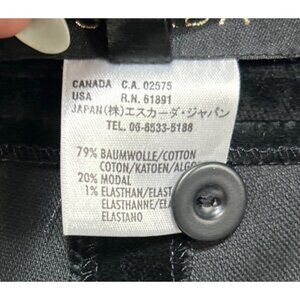 CANADA C.A. 02575
USA R.N. 61891
JAPAN(株)エスカーダ・ジャパン
TEL. 06-6533-5188
79% BAUMWOLLE/COTTON
COTON/KATOEN/ALGO
20% MODAL
1% ELASTHAN/ELAST
ELASTHANNE/EL
ELASTANO